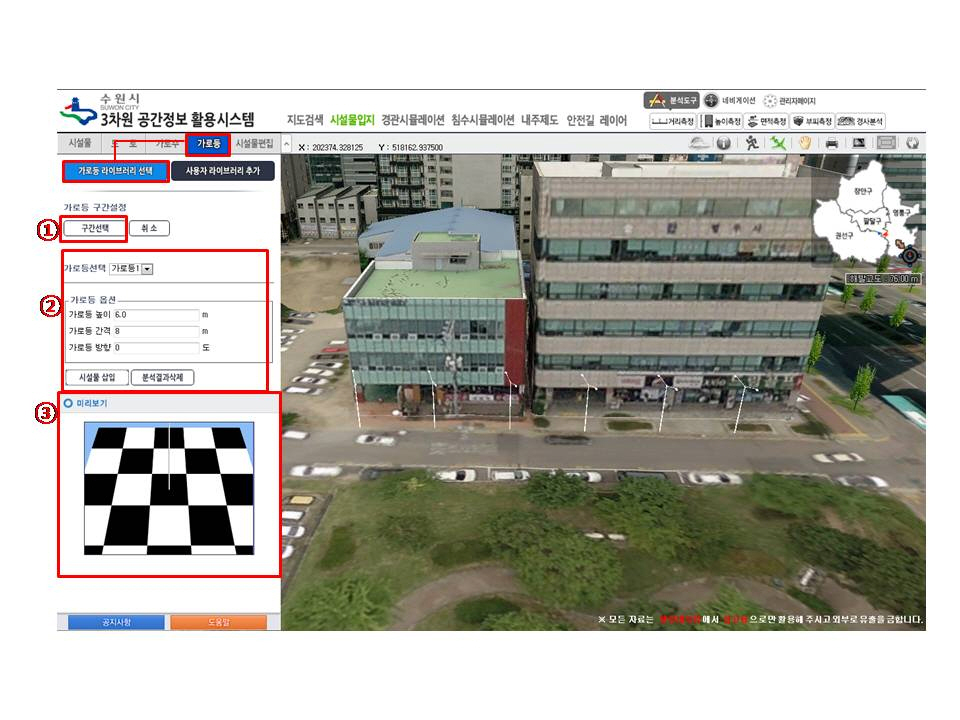 수원시
SUWON CITY
3차원 공간정보 활용시스템
지도검색 시설물입지 경관시뮬레이션 침수시뮬레이션 내주제도 안전길 레이어
분석도구 네비게이션 관리자페이지
거리측정 높이측정 면적측정 부피측정 경사분석
시설물 도 로 가로수 가로등 시설물편집
X : 202374.328125 Y : 518162.937500
가로등 라이브러리 선택 사용자 라이브러리 추가
가로등 구간설정
① 구간선택 취 소
가로등선택 가로등1
② 가로등 옵션
가로등 높이 6.0 m
가로등 간격 8 m
가로등 방향 0 도
시설물 삽입 분석결과삭제
③ 미리보기
공지사항 도움말
장안구
영통구
팔달구
권선구
해발고도 : 76.00 m
※ 모든 자료는
에서
으로만 활용해 주시고 외부로 유출을 금합니다.